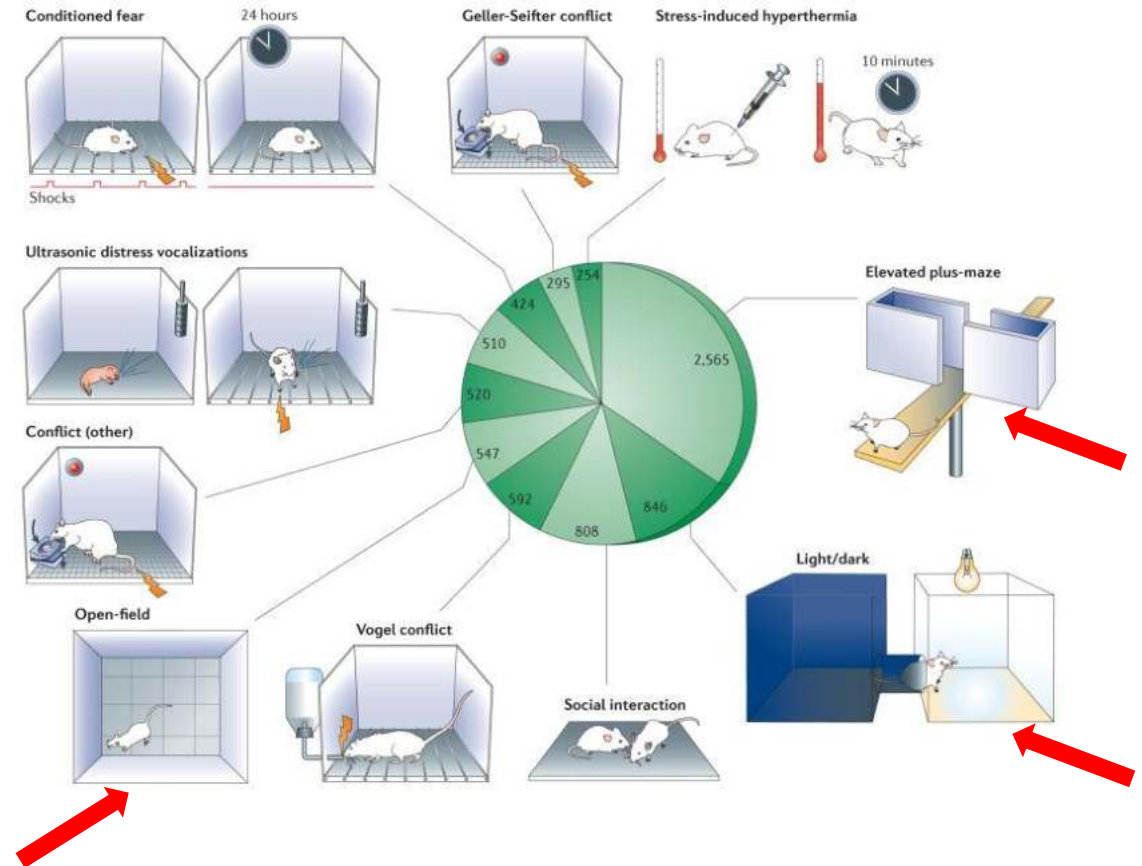 Conditioned fear
24 hours
Geller-Seifter conflict
Stress-induced hyperthermia
10 minutes
Shocks
Ultrasonic distress vocalizations
Elevated plus-maze
254
295
424
2,565
510
520
Conflict (other)
547
592
846
808
Light/dark
Open-field
Vogel conflict
Social interaction